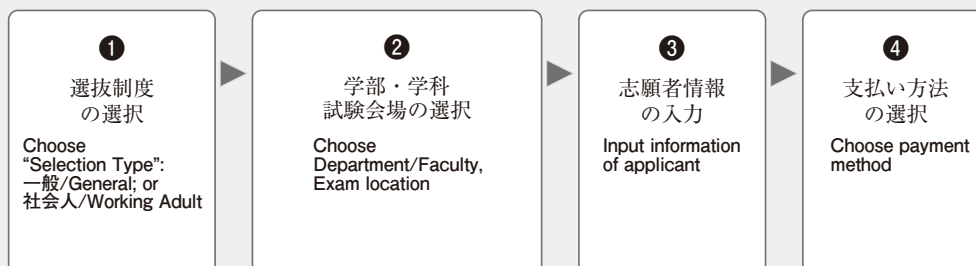 ❶
選抜制度
の選択
Choose
“Selection Type”:
一般/General; or
社会人/Working Adult
❷
学部・学科
試験会場の選択
Choose
Department/Faculty,
Exam location
❸
志願者情報
の入力
Input information
of applicant
❹
支払い方法
の選択
Choose payment
method